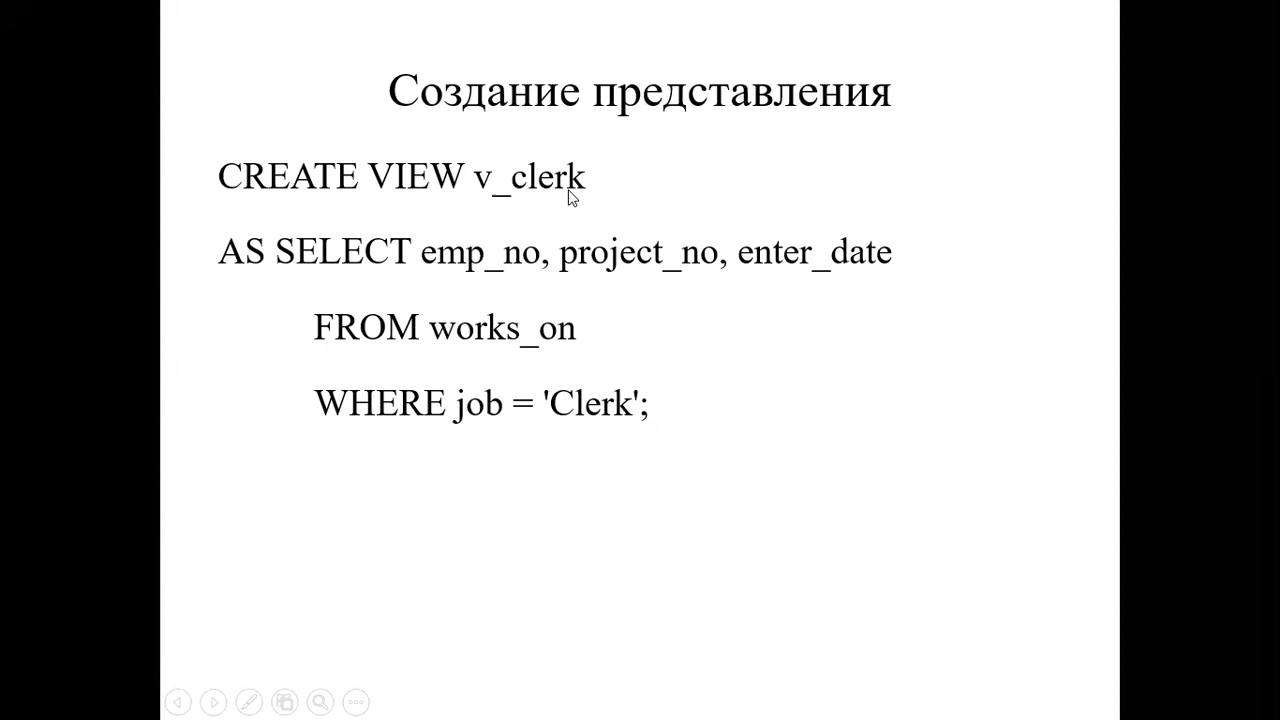 Создание представления
CREATE VIEW v_clerk
AS SELECT emp_no, project_no, enter_date
FROM works_on
WHERE job = 'Clerk';